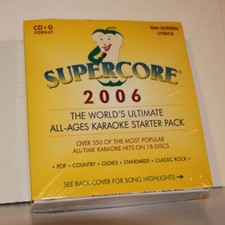 CD+G
FORMAT
ON-SCREEN
LYRICS
SUPERCORE
2006
THE WORLD'S ULTIMATE
ALL-AGES KARAOKE STARTER PACK
OVER 350 OF THE MOST POPULAR
ALL-TIME KARAOKE HITS ON 18 DISCS
• POP • COUNTRY • OLDIES • STANDARDS • CLASSIC ROCK •
SEE BACK COVER FOR SONG HIGHLIGHTS